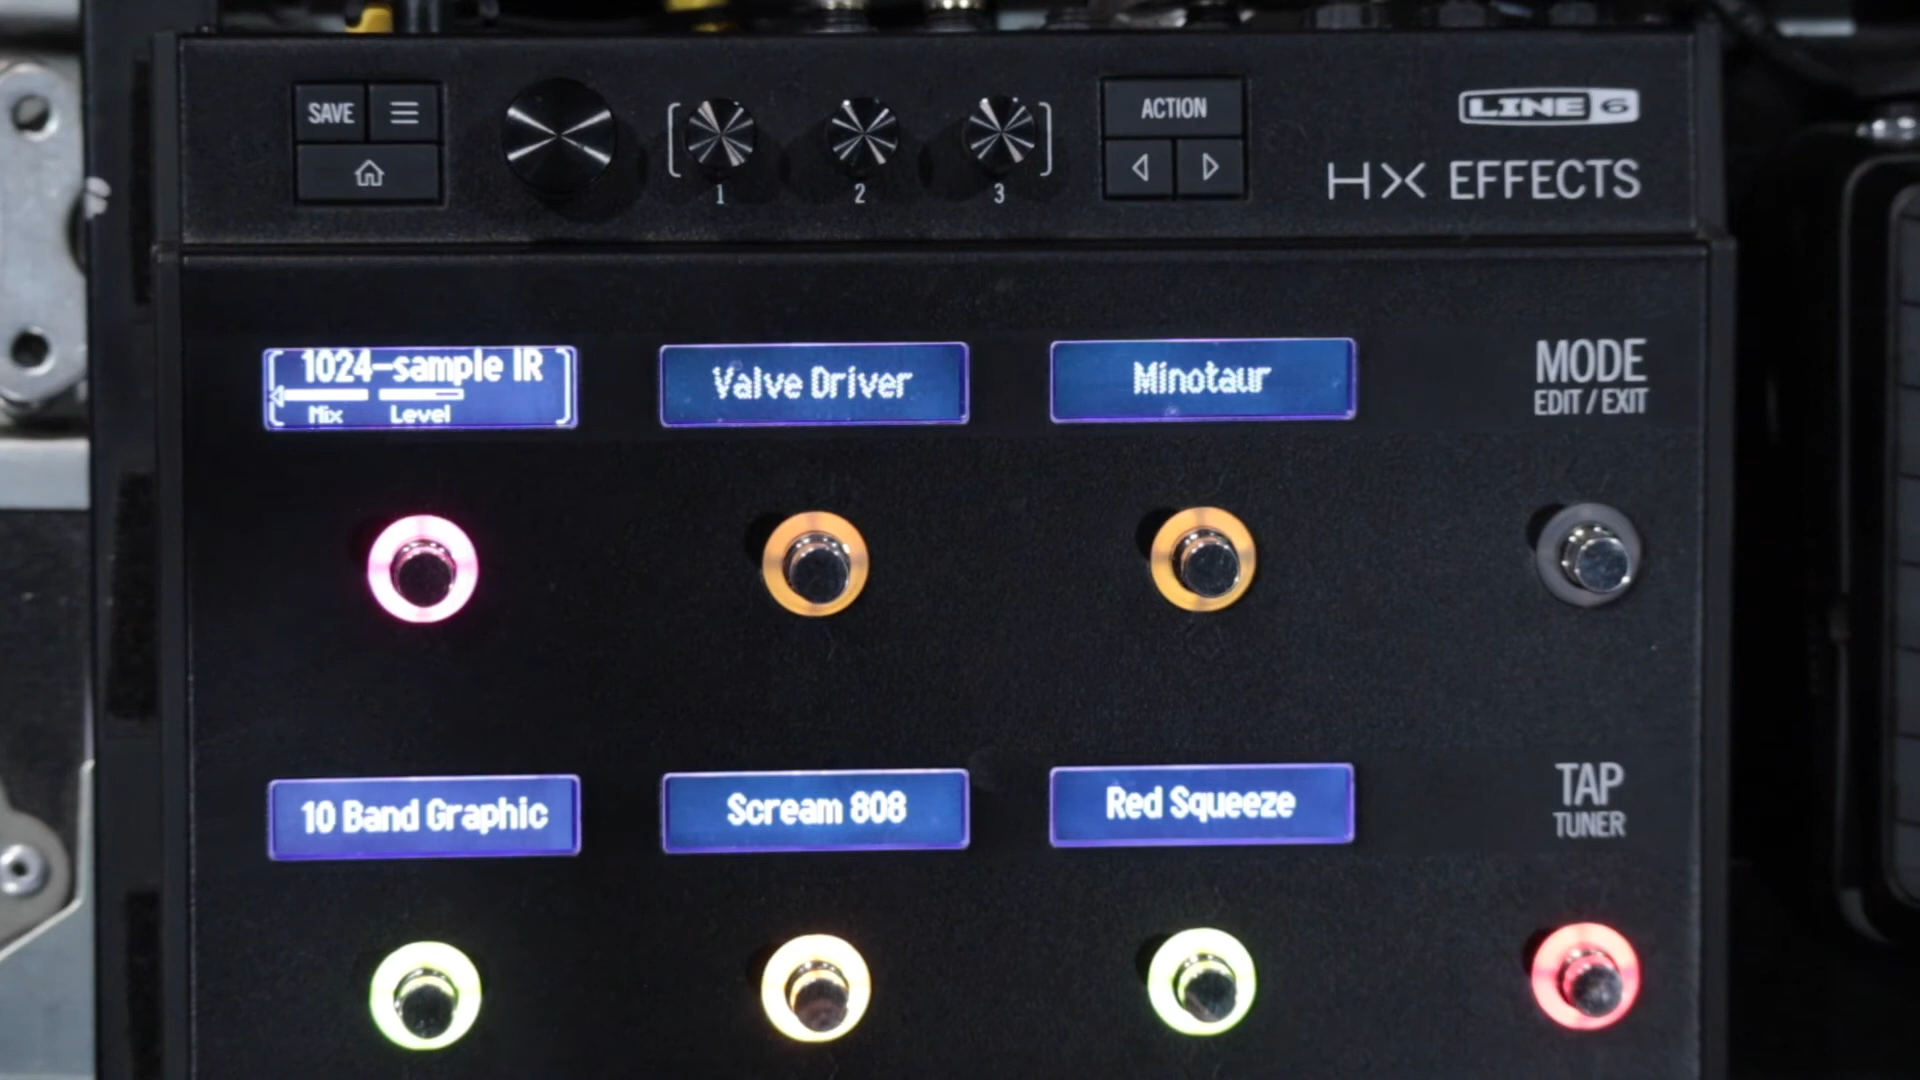 SAVE
ACTION
LINE 6
1
2
3
HX EFFECTS
1024-sample IR
Mix Level
Valve Driver
Minotaur
MODE
EDIT / EXIT
10 Band Graphic
Scream 808
Red Squeeze
TAP
TUNER